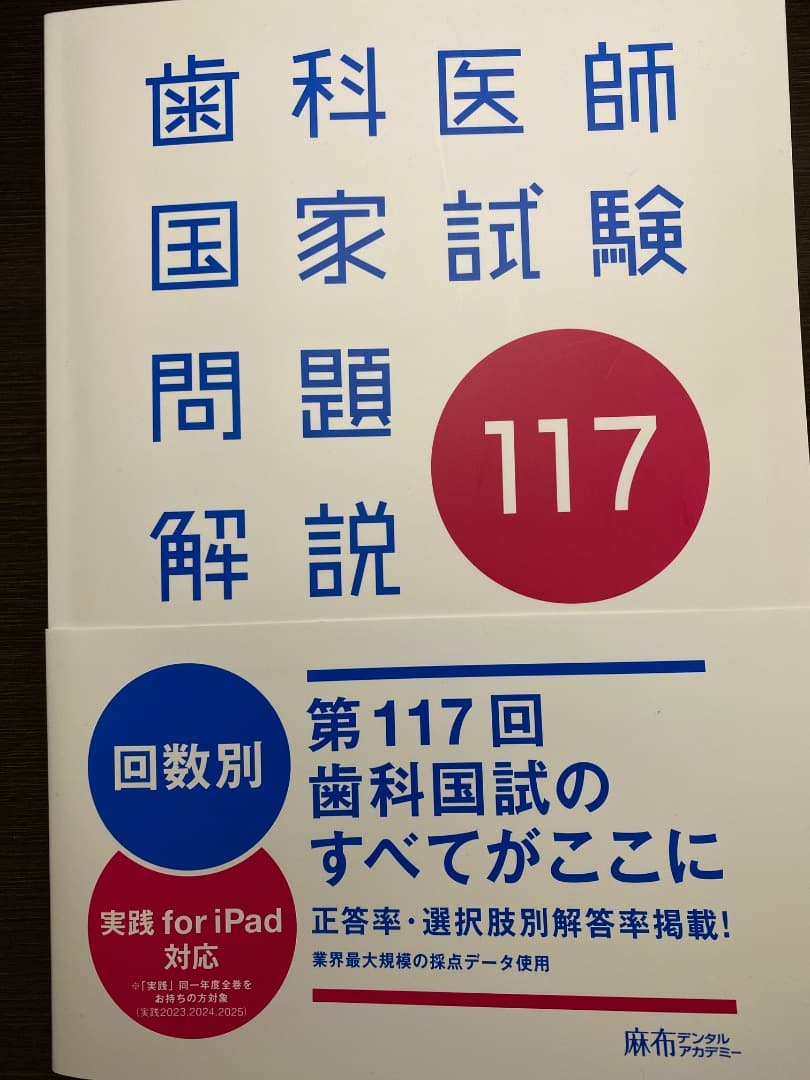 歯科医師
国家試験
問題
117
解説
回数別
実践 for iPad
対応
※「実践」同一年度全巻を
お持ちの方対象
(実践2023.2024.2025)
第117回
歯科国試の
すべてがここに
正答率・選択肢別解答率掲載!
業界最大規模の採点データ使用
麻布デンタル
アカデミー